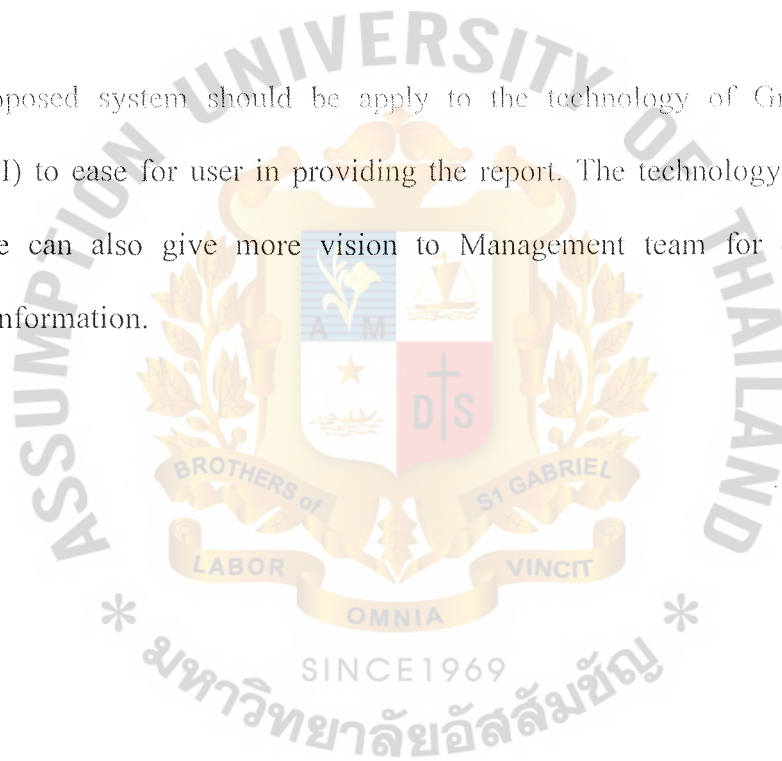 UNIVERSITY OF THAILAND
oposed system should be apply to the technology of Gr
I) to ease for user in providing the report. The technology
e can also give more vision to Management team for
nformation.
ASSUMPTION
A M
D S
BROTHERS of
S1 GABRIEL
LABOR
VINCIT
OMNIA
SINCE1969
* มหาวิทยาลัยอัสสัมชัญ *